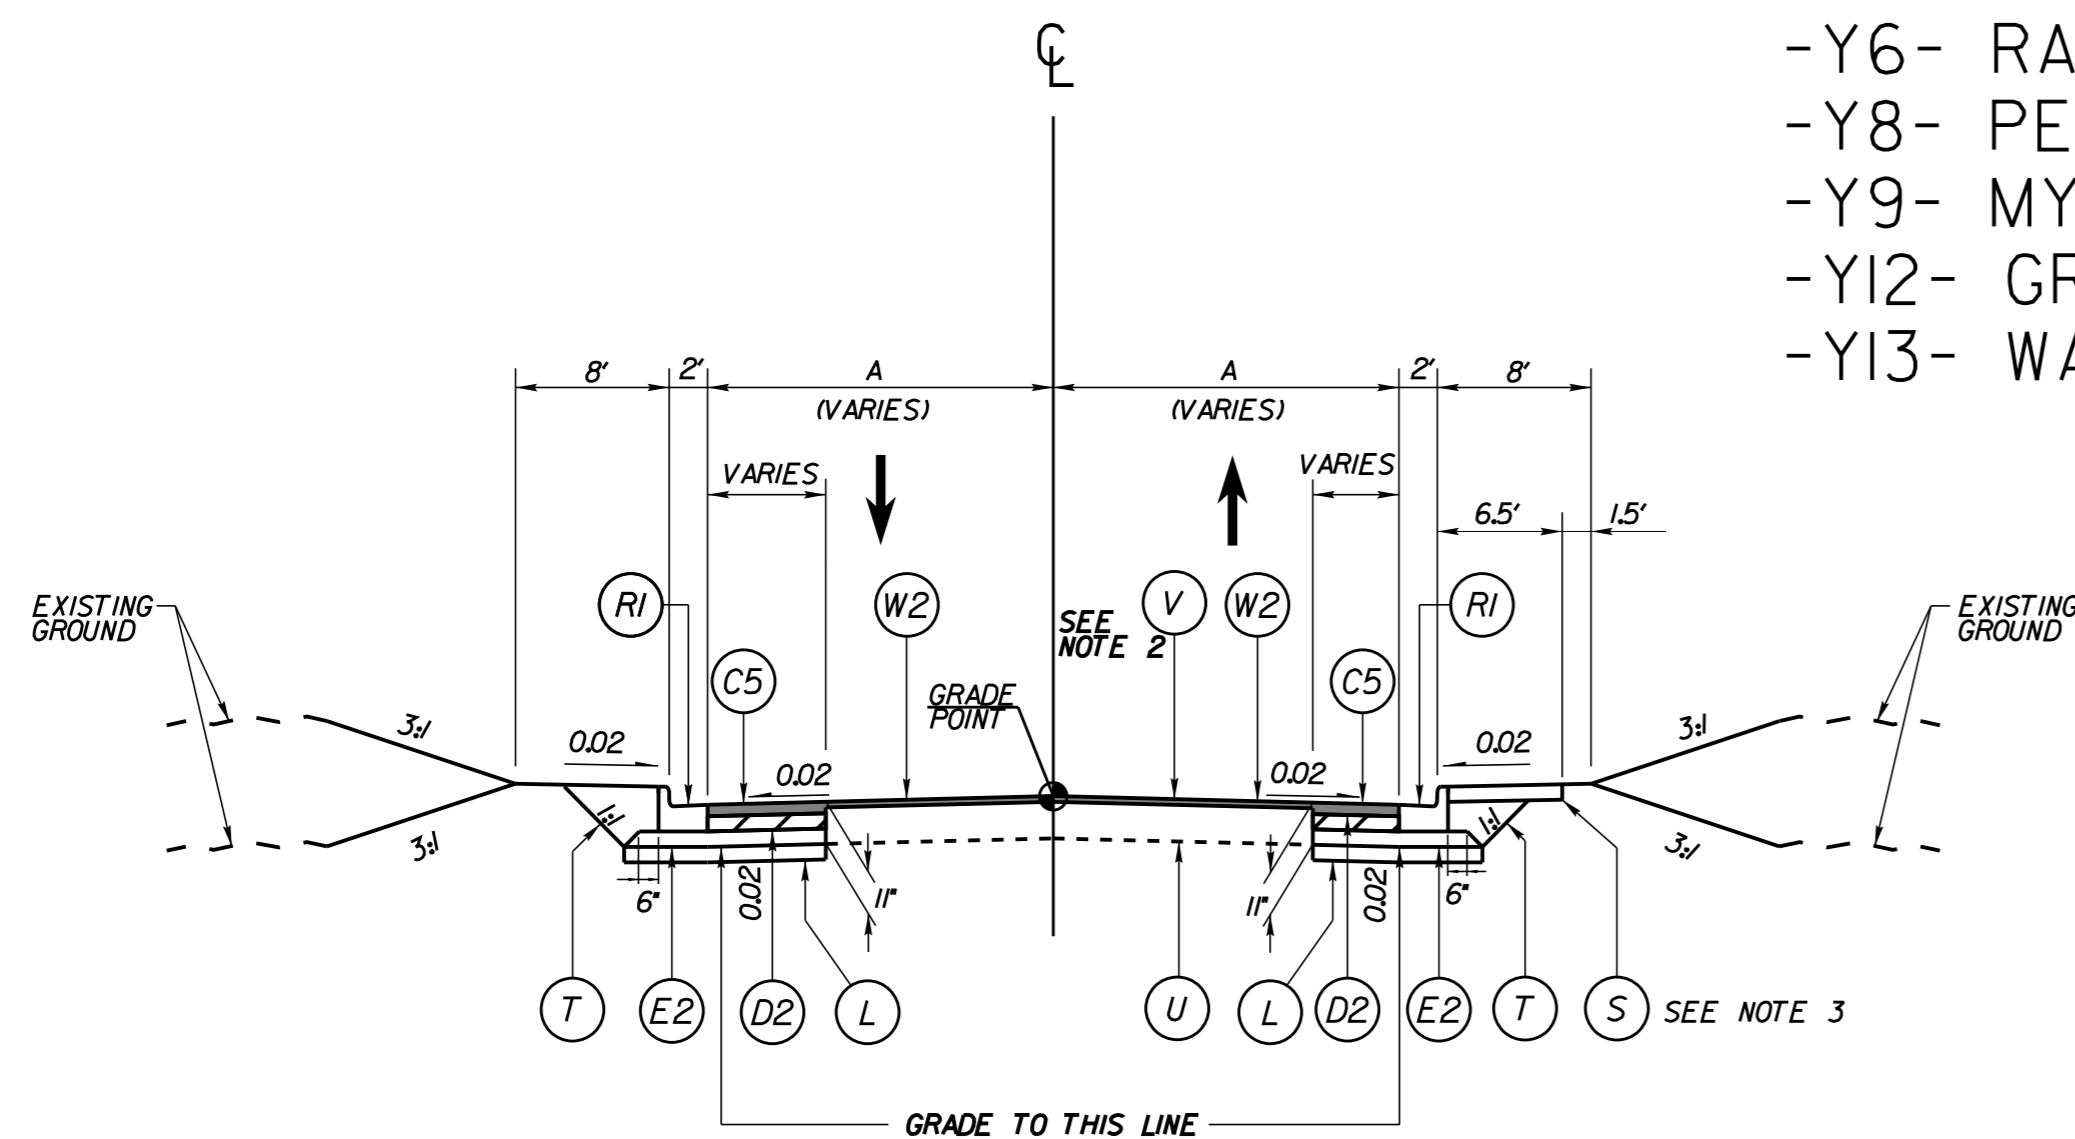 ℄
-Y6- RA
-Y8- PE
-Y9- MY
-Y12- GR
-Y13- WA
8' 2' A A 2' 8'
(VARIES) (VARIES)
VARIES VARIES
6.5' 1.5'
EXISTING
GROUND
R1 W2 SEE
NOTE 2 V W2 R1
EXISTING
GROUND
C5 C5
GRADE
POINT
3:1 0.02 0.02 0.02 0.02 3:1
3:1 1:1 1:1 3:1
6" 0.02 11" 11" 0.02 6"
T E2 D2 L U L D2 E2 T S SEE NOTE 3
GRADE TO THIS LINE